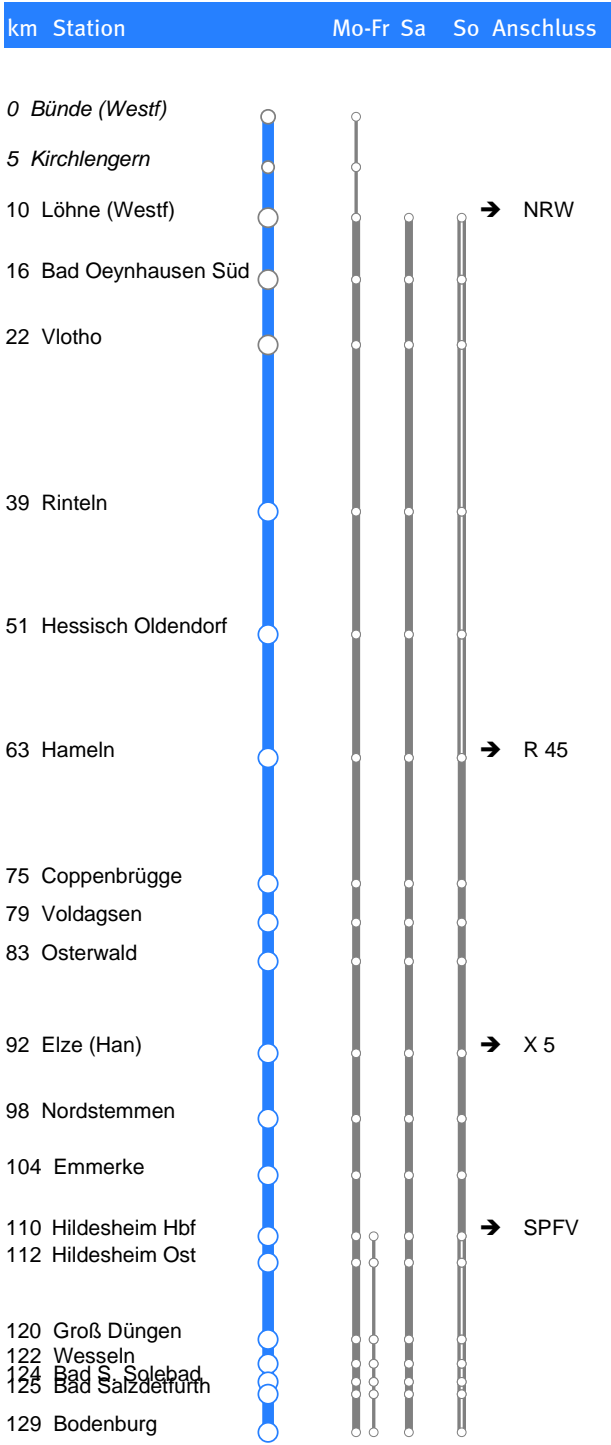 km Station Mo-Fr Sa So Anschluss
0 Bünde (Westf)
5 Kirchlengern
10 Löhne (Westf) ➔ NRW
16 Bad Oeynhausen Süd
22 Vlotho
39 Rinteln
51 Hessisch Oldendorf
63 Hameln ➔ R 45
75 Coppenbrügge
79 Voldagsen
83 Osterwald
92 Elze (Han) ➔ X 5
98 Nordstemmen
104 Emmerke
110 Hildesheim Hbf ➔ SPFV
112 Hildesheim Ost
120 Groß Düngen
122 Wesseln
124 Bad S. Solebad
125 Bad Salzdetfurth
129 Bodenburg